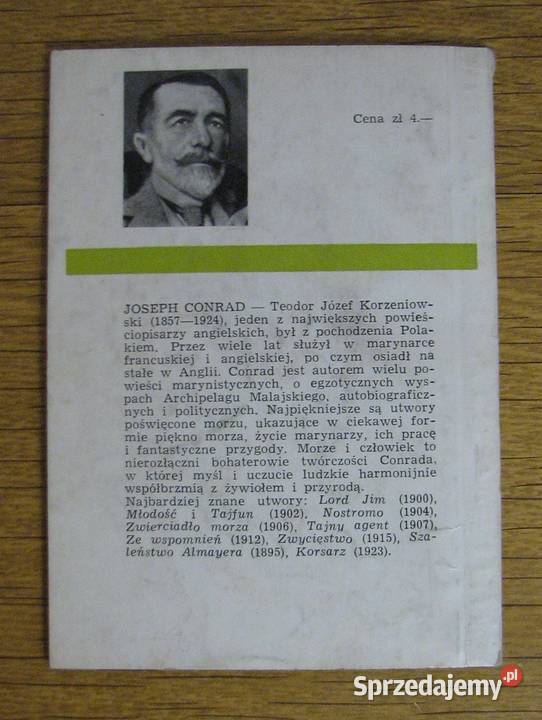 Cena zł 4.—
JOSEPH CONRAD — Teodor Józef Korzeniow-
ski (1857—1924), jeden z największych powieś-
ciopisarzy angielskich, był z pochodzenia Pola-
kiem. Przez wiele lat służył w marynarce
francuskiej i angielskiej, po czym osiadł na
stałe w Anglii. Conrad jest autorem wielu po-
wieści marynistycznych, o egzotycznych wys-
pach Archipelagu Malajskiego, autobiograficz-
nych i politycznych. Najpiękniejsze są utwory
poświęcone morzu, ukazujące w ciekawej for-
mie piękno morza, życie marynarzy, ich pracę
i fantastyczne przygody. Morze i człowiek to
nierozłączni bohaterowie twórczości Conrada,
w której myśl i uczucie ludzkie harmonijnie
współbrzmią z żywiołem i przyrodą.
Najbardziej znane utwory: Lord Jim (1900),
Młodość i Tajfun (1902), Nostromo (1904),
Zwierciadło morza (1906), Tajny agent (1907),
Ze wspomnień (1912), Zwycięstwo (1915), Sza-
leństwo Almayera (1895), Korsarz (1923).
Sprzedajemy.pl